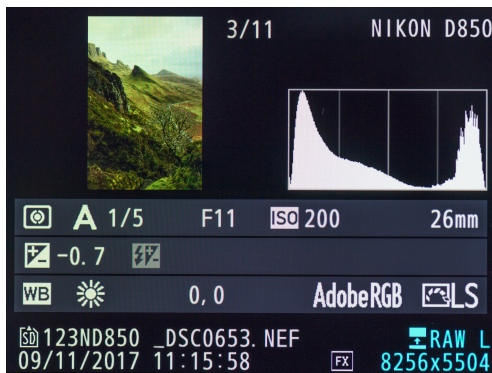 3/11 NIKON D850
A 1/5 F11 ISO 200 26mm
-0.7
WB 0, 0 AdobeRGB LS
SD 123ND850 _DSC0653. NEF RAW L
09/11/2017 11:15:58 FX 8256x5504